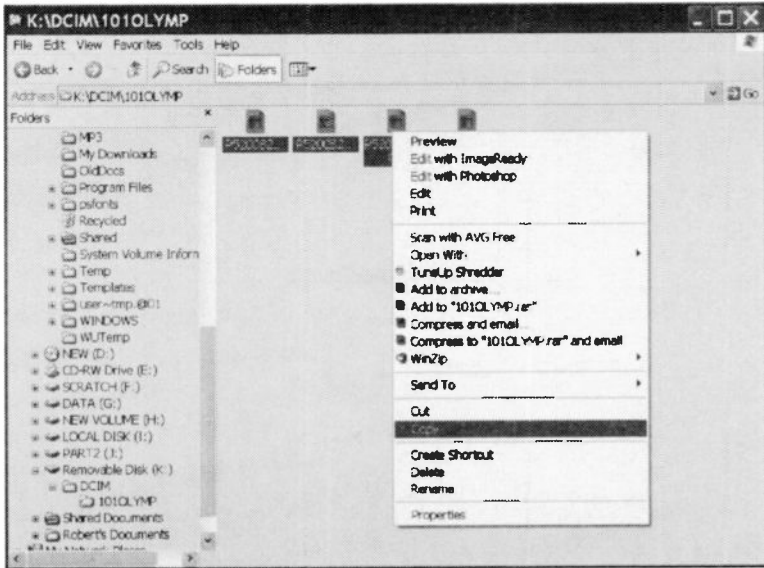 K:\DCIM\101OLYMP
File Edit View Favorites Tools Help
Back Search Folders
Address K:\DCIM\101OLYMP Go
Folders
MP3
My Downloads
OldDocs
Program Files
psfonts
Recycled
Shared
System Volume Inform
Temp
Templates
user~tmp.@01
WINDOWS
WUTemp
NEW (D:)
CD-RW Drive (E:)
SCRATCH (F:)
DATA (G:)
NEW VOLUME (H:)
LOCAL DISK (I:)
PART2 (J:)
Removable Disk (K:)
DCIM
101OLYMP
Shared Documents
Robert's Documents
Preview
Edit with ImageReady
Edit with Photoshop
Edit
Print
Scan with AVG Free
Open With
TuneUp Shredder
Add to archive...
Add to "101OLYMP.rar"
Compress and email...
Compress to "101OLYMP.rar" and email
WinZip
Send To
Cut
Copy
Create Shortcut
Delete
Rename
Properties